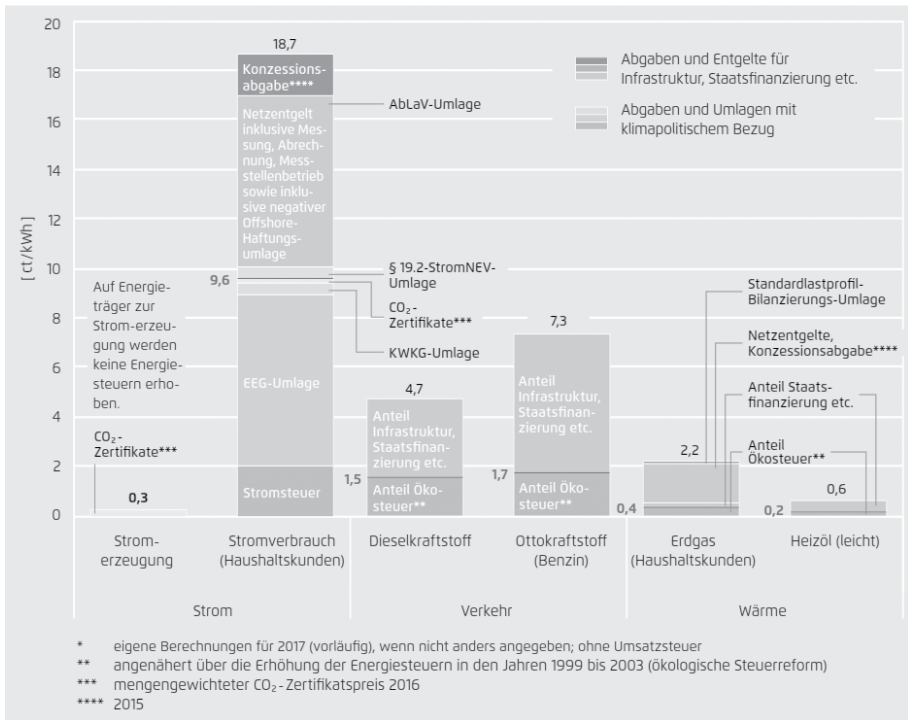 20
18
16
14
12
10
8
6
4
2
0
[ct/kWh]
18,7
Konzessions-
abgabe****
AbLaV-Umlage
Netzentgelt
inklusive Mes-
sung, Abrech-
nung, Mess-
stellenbetrieb
sowie inklu-
sive negativer
Offshore-
Haftungs-
umlage
9,6
§ 19.2-StromNEV-
Umlage
CO₂-
Zertifikate***
KWKG-Umlage
EEG-Umlage
Stromsteuer
Auf Energie-
träger zur
Strom-erzeu-
gung werden
keine Energie-
steuern erho-
ben.
CO₂-
Zertifikate***
0,3
4,7
Anteil
Infrastruktur,
Staatsfinan-
zierung etc.
1,5
Anteil Öko-
steuer**
7,3
Anteil
Infrastruktur,
Staatsfinan-
zierung etc.
1,7
Anteil Öko-
steuer**
Abgaben und Entgelte für
Infrastruktur, Staatsfinanzierung etc.
Abgaben und Umlagen mit
klimapolitischem Bezug
Standardlastprofil-
Bilanzierungs-Umlage
Netzentgelte,
Konzessionsabgabe****
Anteil Staats-
finanzierung etc.
Anteil
Ökosteuer**
2,2
0,4
0,6
0,2
Strom-
erzeugung
Stromverbrauch
(Haushaltskunden)
Dieselkraftstoff
Ottokraftstoff
(Benzin)
Erdgas
(Haushaltskunden)
Heizöl (leicht)
Strom
Verkehr
Wärme
* eigene Berechnungen für 2017 (vorläufig), wenn nicht anders angegeben; ohne Umsatzsteuer
** angenähert über die Erhöhung der Energiesteuern in den Jahren 1999 bis 2003 (ökologische Steuerreform)
*** mengengewichteter CO₂-Zertifikatspreis 2016
**** 2015